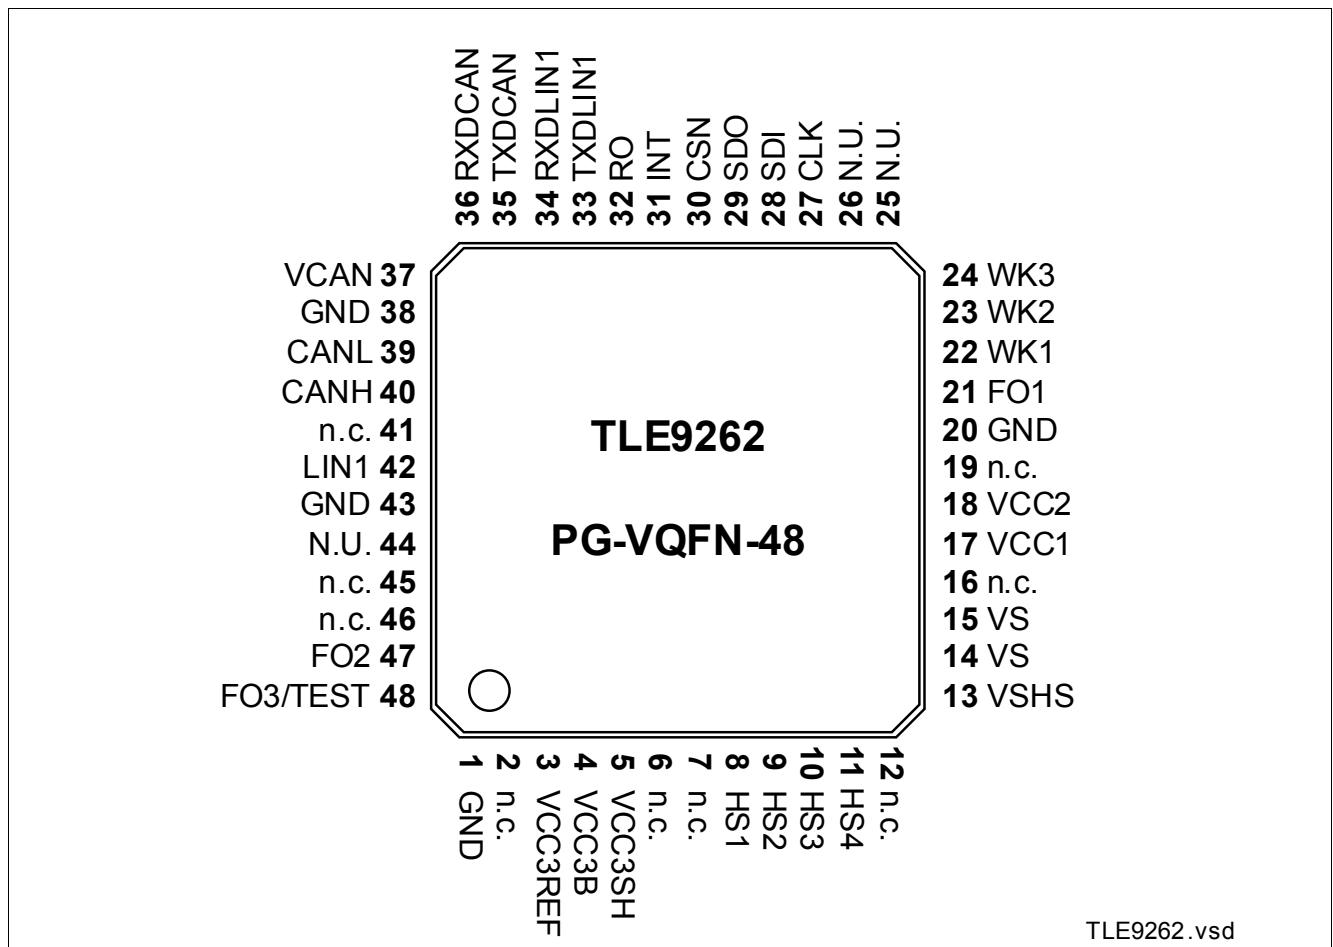 36 RXDCAN
35 TXDCAN
34 RXDLIN1
33 TXDLIN1
32 RO
31 INT
30 CSN
29 SDO
28 SDI
27 CLK
26 N.U.
25 N.U.
VCAN 37
GND 38
CANL 39
CANH 40
n.c. 41
LIN1 42
GND 43
N.U. 44
n.c. 45
n.c. 46
FO2 47
FO3/TEST 48
TLE9262
PG-VQFN-48
24 WK3
23 WK2
22 WK1
21 FO1
20 GND
19 n.c.
18 VCC2
17 VCC1
16 n.c.
15 VS
14 VS
13 VSHS
1 GND
2 n.c.
3 VCC3REF
4 VCC3B
5 VCC3SH
6 n.c.
7 n.c.
8 HS1
9 HS2
10 HS3
11 HS4
12 n.c.
TLE9262.vsd